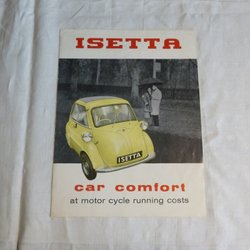 ISETTA
ISETTA
car comfort
at motor cycle running costs